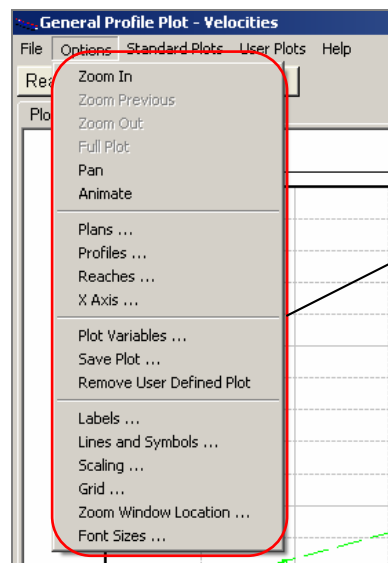 General Profile Plot - Velocities
File Options Standard Plots User Plots Help
Zoom In
Zoom Previous
Zoom Out
Full Plot
Pan
Animate
Plans ...
Profiles ...
Reaches ...
X Axis ...
Plot Variables ...
Save Plot ...
Remove User Defined Plot
Labels ...
Lines and Symbols ...
Scaling ...
Grid ...
Zoom Window Location ...
Font Sizes ...